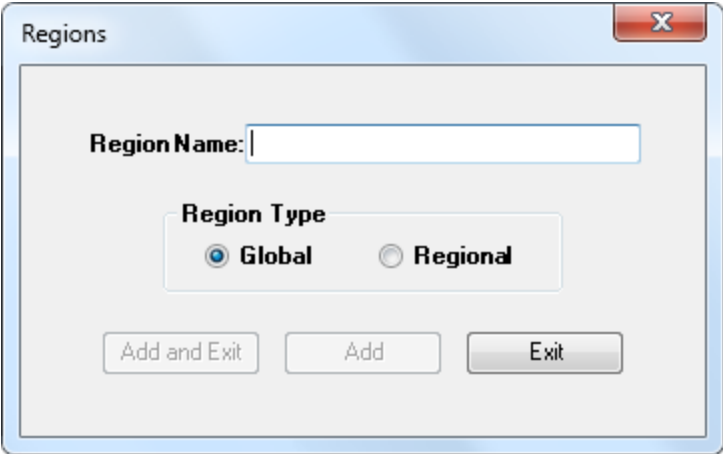 Regions
Region Name:
Region Type
Global Regional
Add and Exit Add Exit